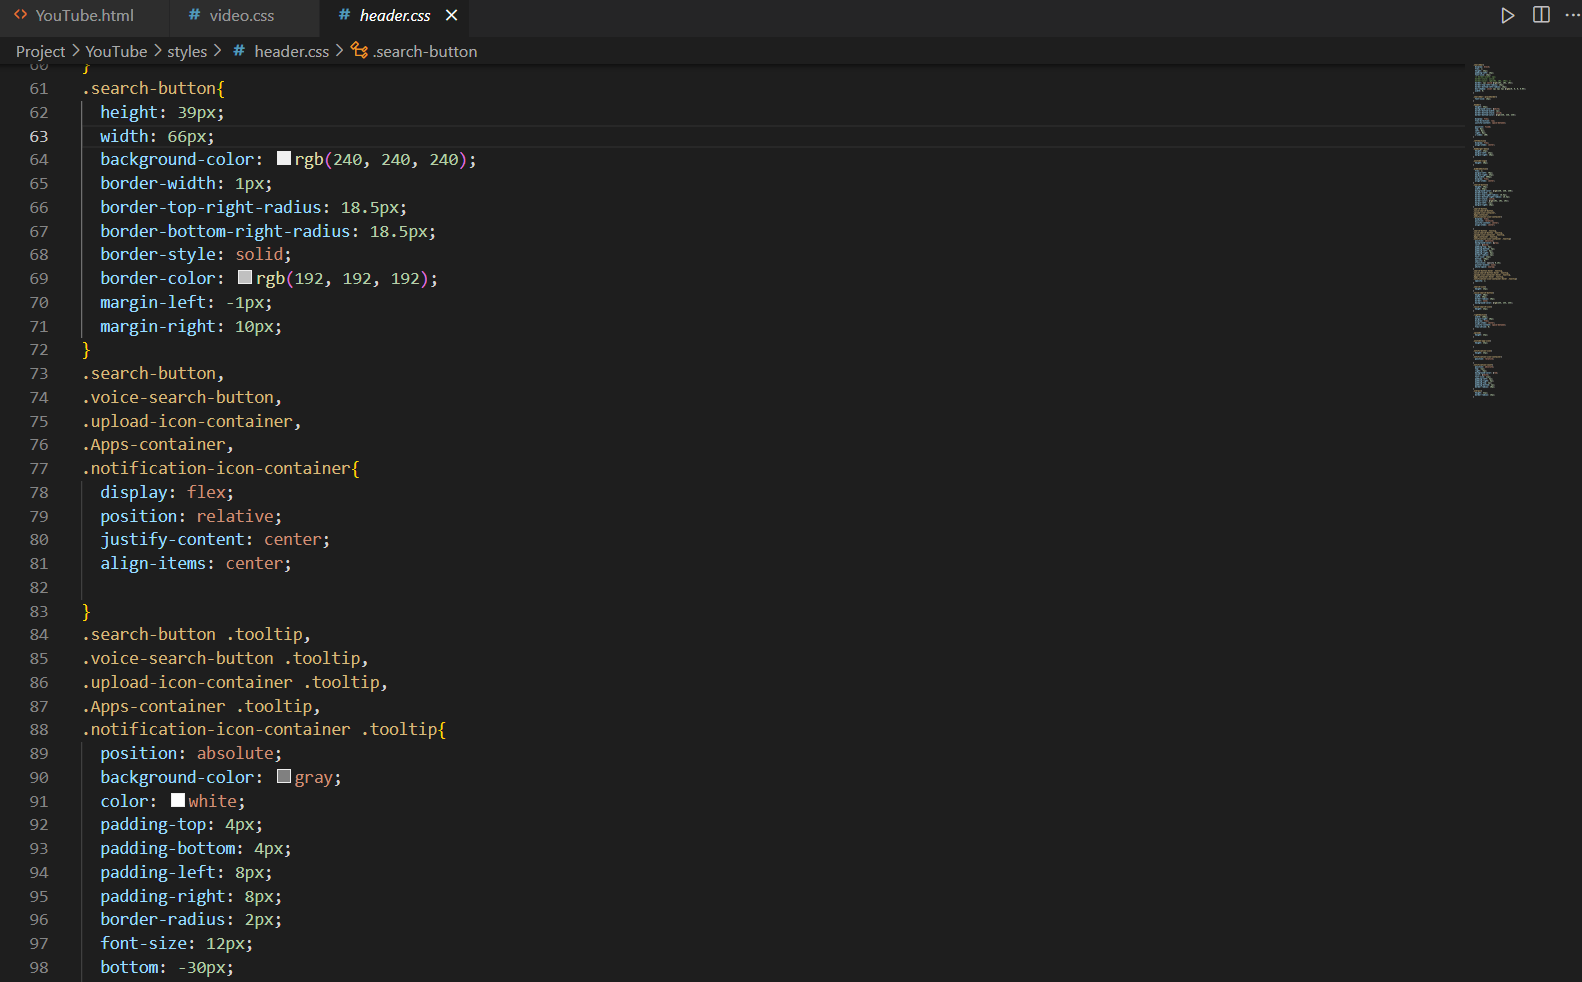 YouTube.html # video.css # header.css
Project > YouTube > styles > # header.css > .search-button
60 }
61 .search-button{
62 height: 39px;
63 width: 66px;
64 background-color: rgb(240, 240, 240);
65 border-width: 1px;
66 border-top-right-radius: 18.5px;
67 border-bottom-right-radius: 18.5px;
68 border-style: solid;
69 border-color: rgb(192, 192, 192);
70 margin-left: -1px;
71 margin-right: 10px;
72 }
73 .search-button,
74 .voice-search-button,
75 .upload-icon-container,
76 .Apps-container,
77 .notification-icon-container{
78 display: flex;
79 position: relative;
80 justify-content: center;
81 align-items: center;
82
83 }
84 .search-button .tooltip,
85 .voice-search-button .tooltip,
86 .upload-icon-container .tooltip,
87 .Apps-container .tooltip,
88 .notification-icon-container .tooltip{
89 position: absolute;
90 background-color: gray;
91 color: white;
92 padding-top: 4px;
93 padding-bottom: 4px;
94 padding-left: 8px;
95 padding-right: 8px;
96 border-radius: 2px;
97 font-size: 12px;
98 bottom: -30px;